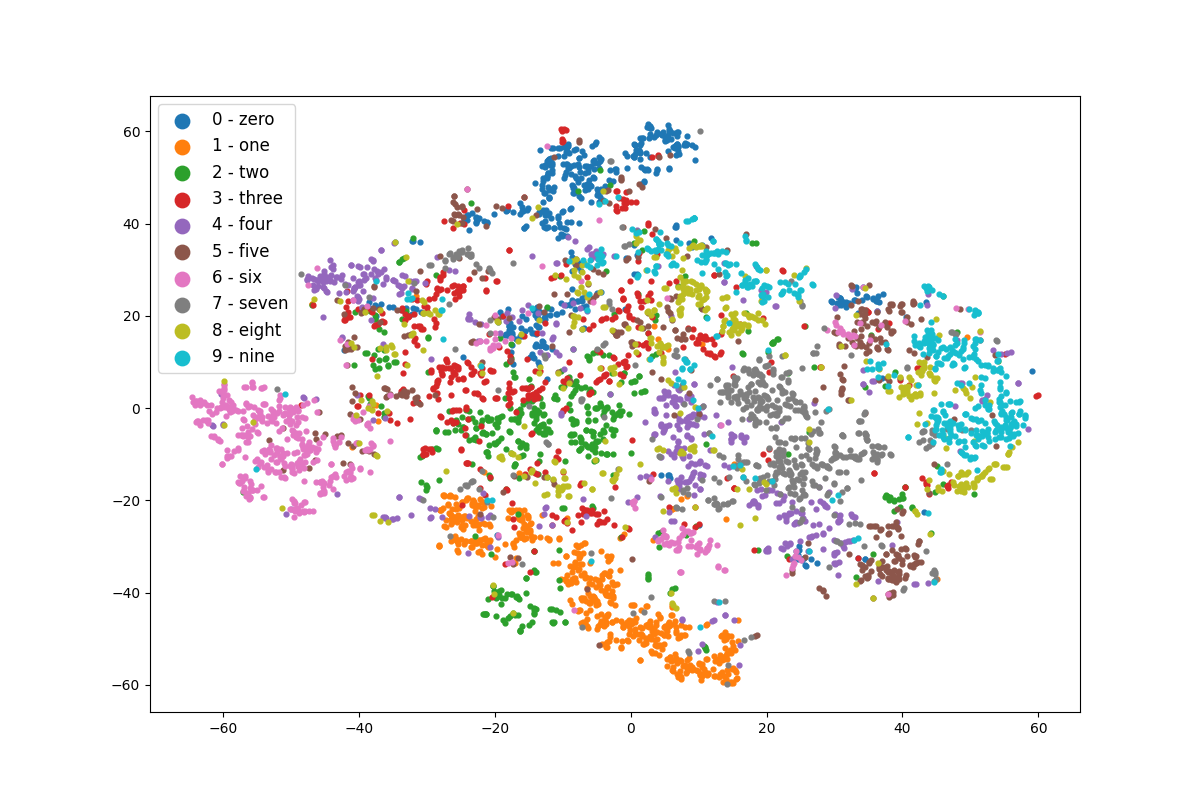 0 - zero
1 - one
2 - two
3 - three
4 - four
5 - five
6 - six
7 - seven
8 - eight
9 - nine
60
40
20
0
−20
−40
−60
−60 −40 −20 0 20 40 60